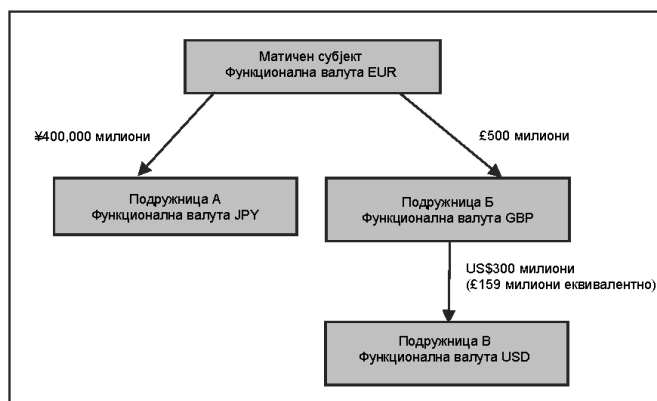 Матичен субјект
Функционална валута EUR
¥400,000 милиони
£500 милиони
Подружница А
Функционална валута JPY
Подружница Б
Функционална валута GBP
US$300 милиони
(£159 милиони еквивалентно)
Подружница В
Функционална валута USD